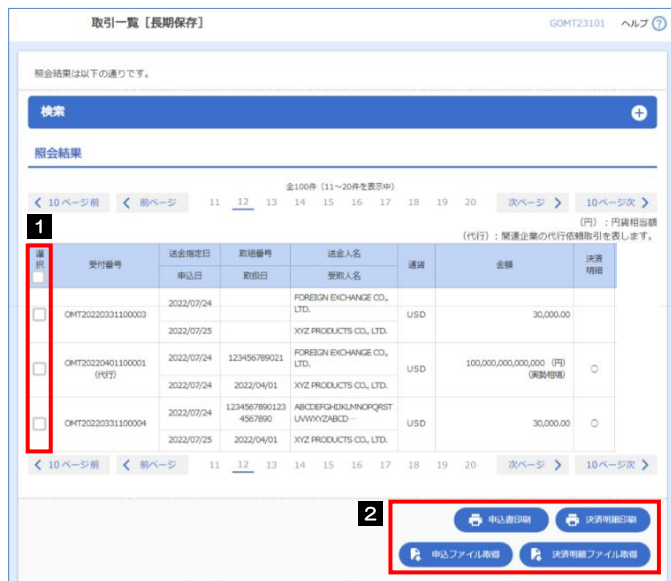 取引一覧［長期保存］ GOMT23101 ヘルプ ?
照会結果は以下の通りです。
検索
照会結果
全100件（11～20件を表示中）
10ページ前 前ページ 11 12 13 14 15 16 17 18 19 20 次ページ 10ページ次
1
（円）：円貨相当額
（代行）：関連企業の代行依頼取引を表します。
選択 受付番号 送金指定日 取組番号 送金人名 通貨 金額 決済明細
申込日 取扱日 受取人名
OMT20220331100003 2022/07/24 FOREIGN EXCHANGE CO., LTD. USD 30,000.00
2022/07/25 XYZ PRODUCTS CO., LTD.
OMT20220401100001 2022/07/24 123456789021 FOREIGN EXCHANGE CO., LTD. USD 100,000,000,000,000 （円） ○
（代行） （実勢相場）
2022/07/24 2022/04/01 XYZ PRODUCTS CO., LTD.
OMT20220331100004 2022/07/24 1234567890123 ABCDEFGHIJKLMNOPQRST USD 30,000.00 ○
4567890 UVWXYZABCD…
2022/07/25 2022/04/01 XYZ PRODUCTS CO., LTD.
10ページ前 前ページ 11 12 13 14 15 16 17 18 19 20 次ページ 10ページ次
2
申込書印刷 決済明細印刷
申込ファイル取得 決済明細ファイル取得